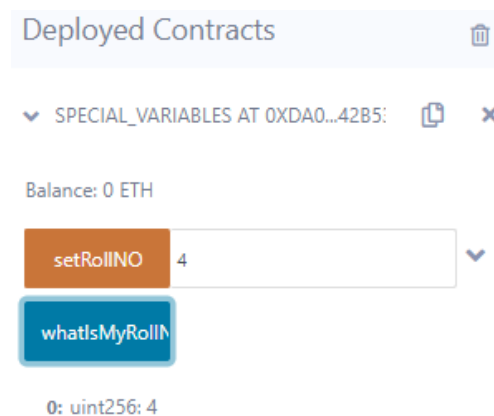 Deployed Contracts
SPECIAL_VARIABLES AT 0XDA0...42B5
Balance: 0 ETH
setRollNO 4
whatIsMyRollN
0: uint256: 4